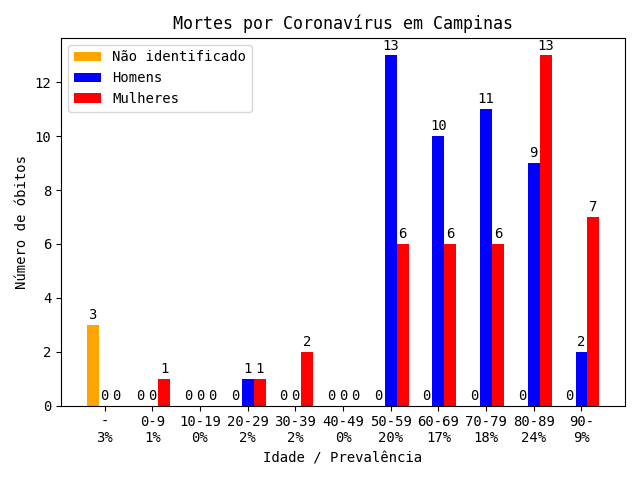 Mortes por Coronavírus em Campinas
Não identificado
Homens
Mulheres
Número de óbitos
12
10
8
6
4
2
0
3 0 0
0 0 1
0 0 0
0 1 1
0 0 2
0 0 0
0 13 6
0 10 6
0 11 6
0 9 13
0 2 7
- 0-9 10-19 20-29 30-39 40-49 50-59 60-69 70-79 80-89 90-
3% 1% 0% 2% 2% 0% 20% 17% 18% 24% 9%
Idade / Prevalência